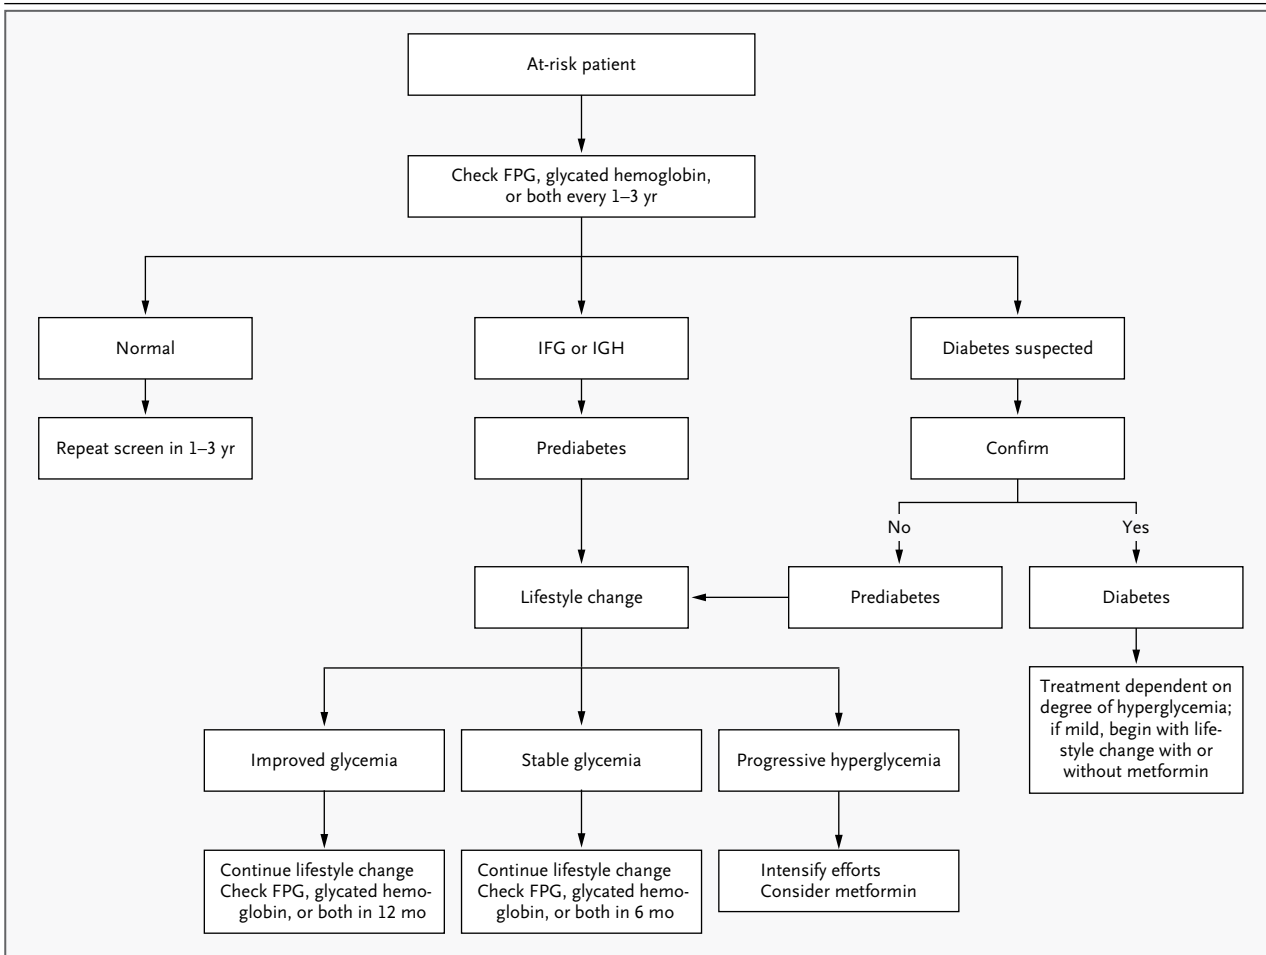 At-risk patient
Check FPG, glycated hemoglobin,
or both every 1–3 yr
Normal
IFG or IGH
Diabetes suspected
Repeat screen in 1–3 yr
Prediabetes
Confirm
No
Yes
Lifestyle change
Prediabetes
Diabetes
Treatment dependent on
degree of hyperglycemia;
if mild, begin with life-
style change with or
without metformin
Improved glycemia
Stable glycemia
Progressive hyperglycemia
Continue lifestyle change
Check FPG, glycated hemo-
globin, or both in 12 mo
Continue lifestyle change
Check FPG, glycated hemo-
globin, or both in 6 mo
Intensify efforts
Consider metformin